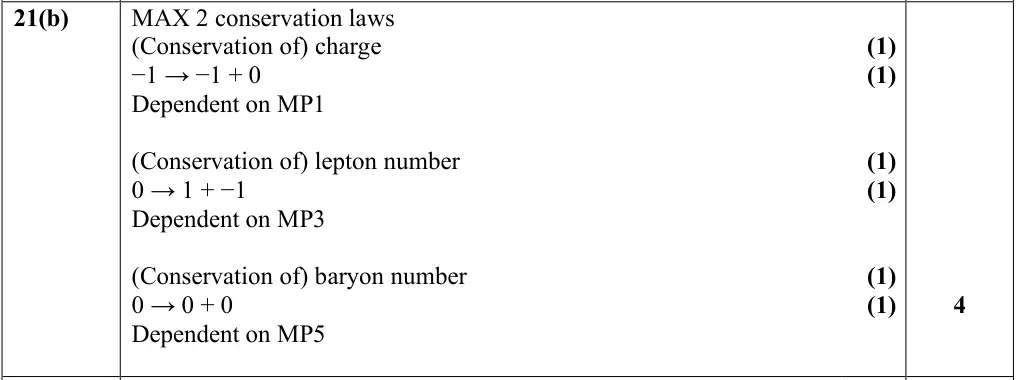 21(b) MAX 2 conservation laws
(Conservation of) charge (1)
−1 → −1 + 0 (1)
Dependent on MP1
(Conservation of) lepton number (1)
0 → 1 + −1 (1)
Dependent on MP3
(Conservation of) baryon number (1)
0 → 0 + 0 (1) 4
Dependent on MP5